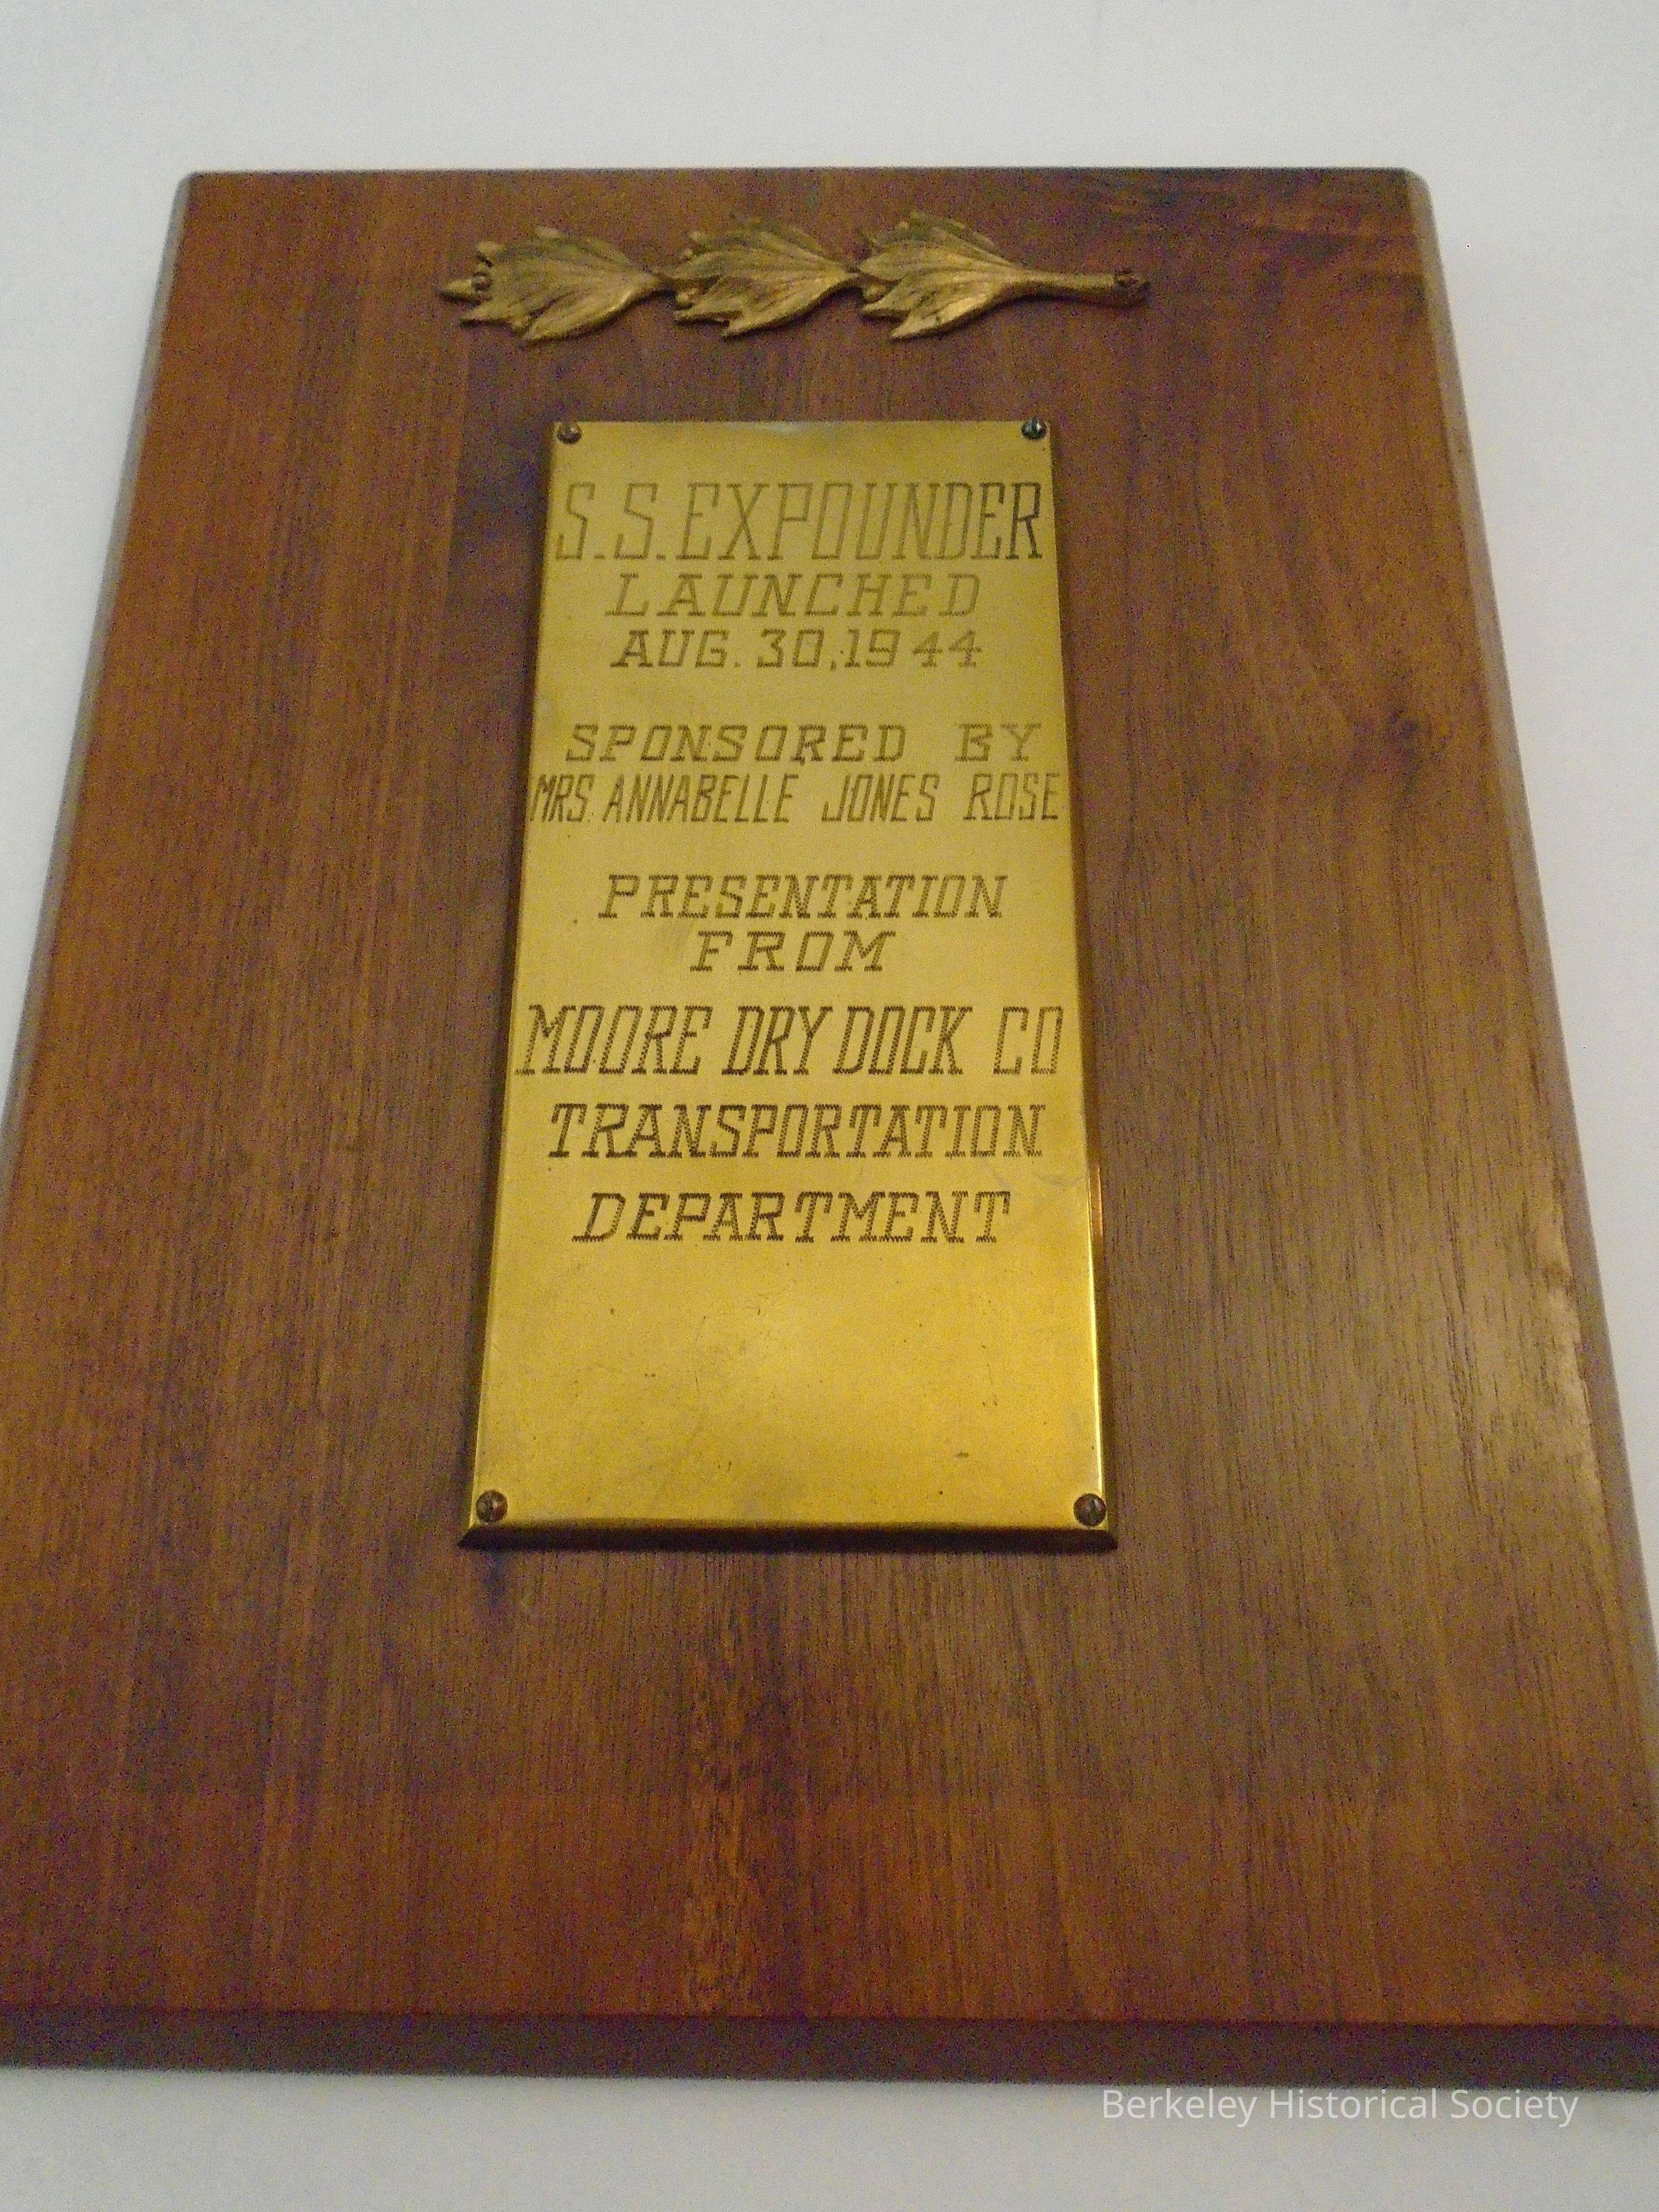 S.S. EXPOUNDER
LAUNCHED
AUG. 30, 1944
SPONSORED BY
MRS. ANNABELLE JONES ROSE
PRESENTATION
FROM
MOORE DRY DOCK CO
TRANSPORTATION
DEPARTMENT
Berkeley Historical Society